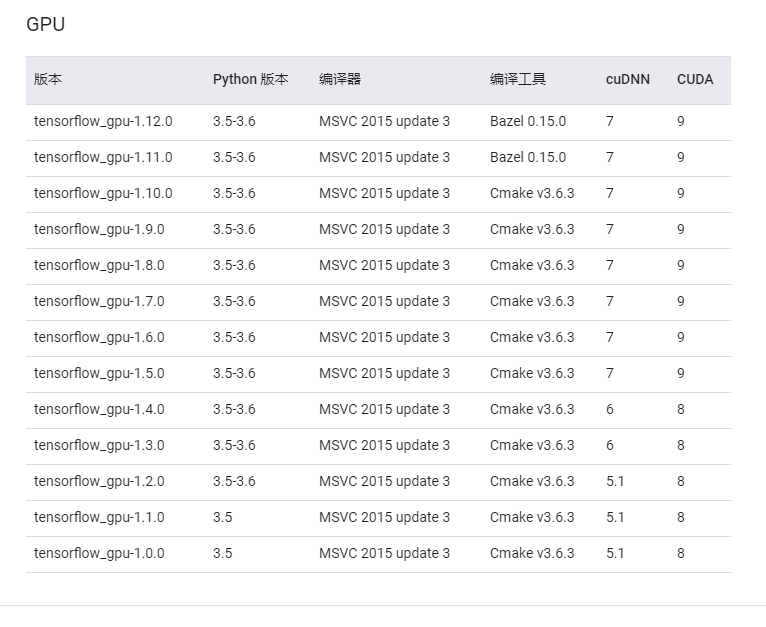 GPU
版本 Python 版本 编译器 编译工具 cuDNN CUDA
tensorflow_gpu-1.12.0 3.5-3.6 MSVC 2015 update 3 Bazel 0.15.0 7 9
tensorflow_gpu-1.11.0 3.5-3.6 MSVC 2015 update 3 Bazel 0.15.0 7 9
tensorflow_gpu-1.10.0 3.5-3.6 MSVC 2015 update 3 Cmake v3.6.3 7 9
tensorflow_gpu-1.9.0 3.5-3.6 MSVC 2015 update 3 Cmake v3.6.3 7 9
tensorflow_gpu-1.8.0 3.5-3.6 MSVC 2015 update 3 Cmake v3.6.3 7 9
tensorflow_gpu-1.7.0 3.5-3.6 MSVC 2015 update 3 Cmake v3.6.3 7 9
tensorflow_gpu-1.6.0 3.5-3.6 MSVC 2015 update 3 Cmake v3.6.3 7 9
tensorflow_gpu-1.5.0 3.5-3.6 MSVC 2015 update 3 Cmake v3.6.3 7 9
tensorflow_gpu-1.4.0 3.5-3.6 MSVC 2015 update 3 Cmake v3.6.3 6 8
tensorflow_gpu-1.3.0 3.5-3.6 MSVC 2015 update 3 Cmake v3.6.3 6 8
tensorflow_gpu-1.2.0 3.5-3.6 MSVC 2015 update 3 Cmake v3.6.3 5.1 8
tensorflow_gpu-1.1.0 3.5 MSVC 2015 update 3 Cmake v3.6.3 5.1 8
tensorflow_gpu-1.0.0 3.5 MSVC 2015 update 3 Cmake v3.6.3 5.1 8